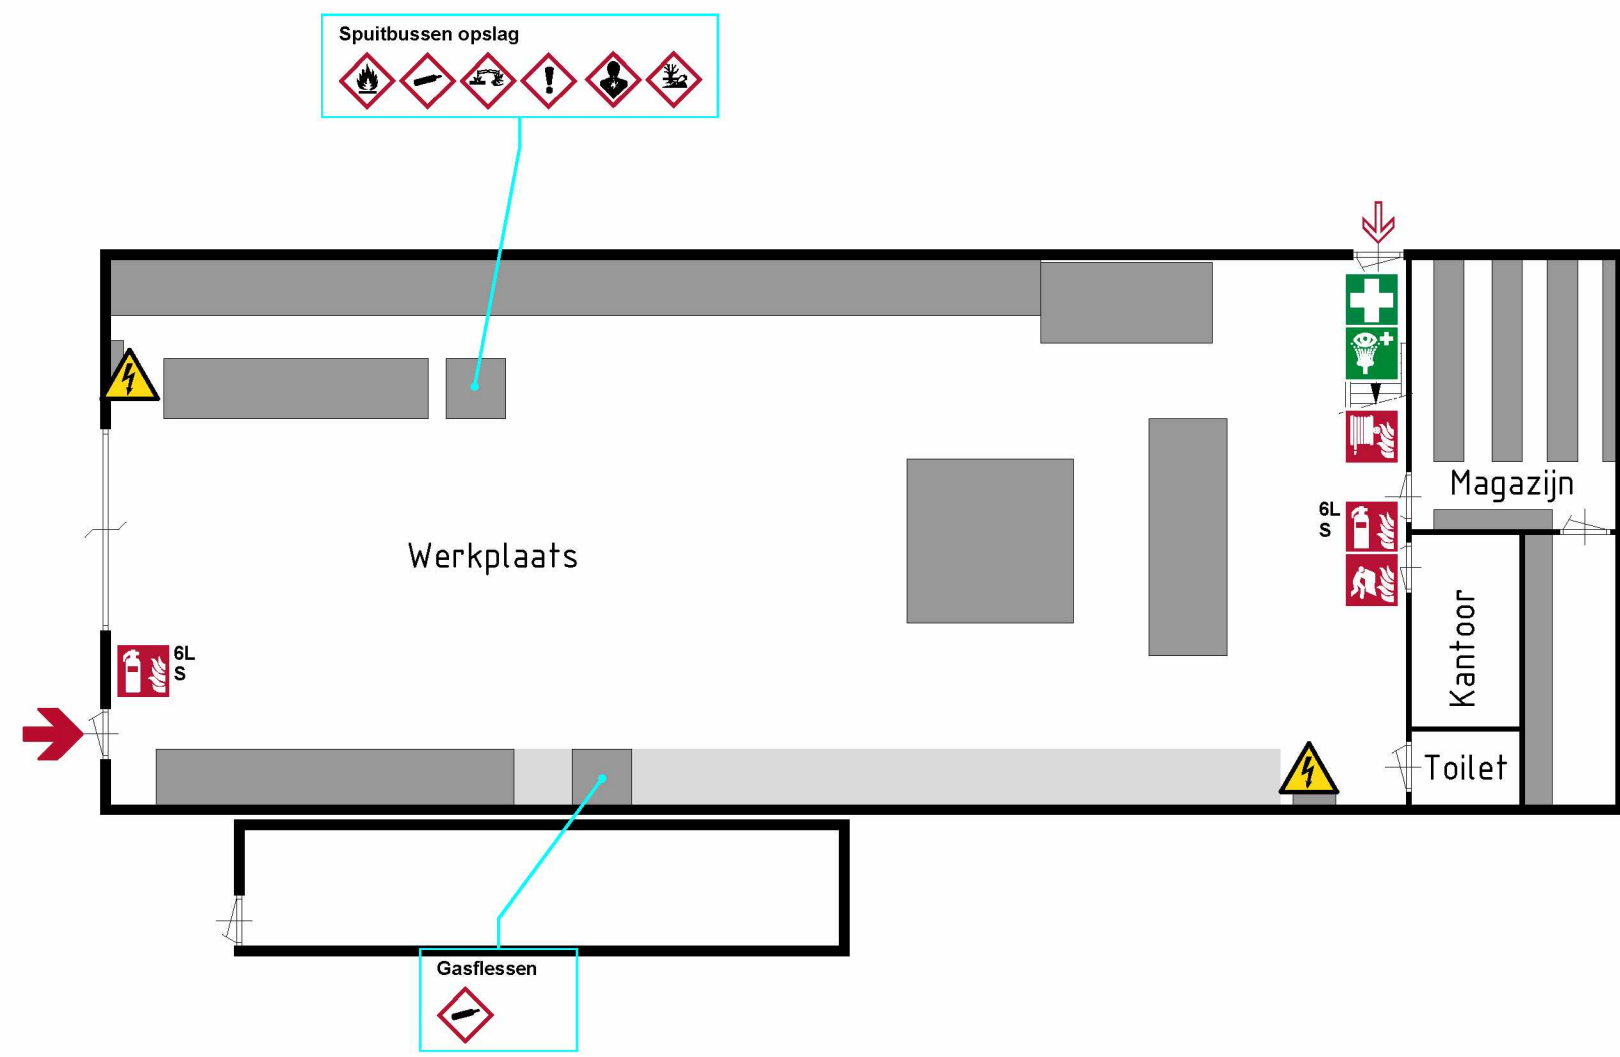 Spuitbussen opslag
Magazijn
6L
S
Werkplaats
Kantoor
6L
S
Toilet
Gasflessen